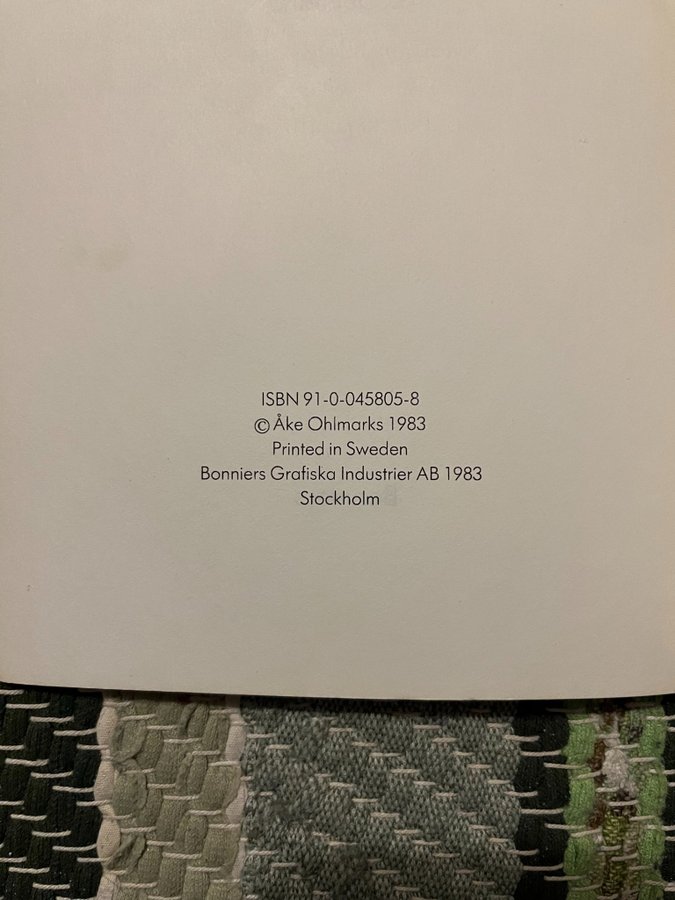 ISBN 91-0-045805-8
© Åke Ohlmarks 1983
Printed in Sweden
Bonniers Grafiska Industrier AB 1983
Stockholm